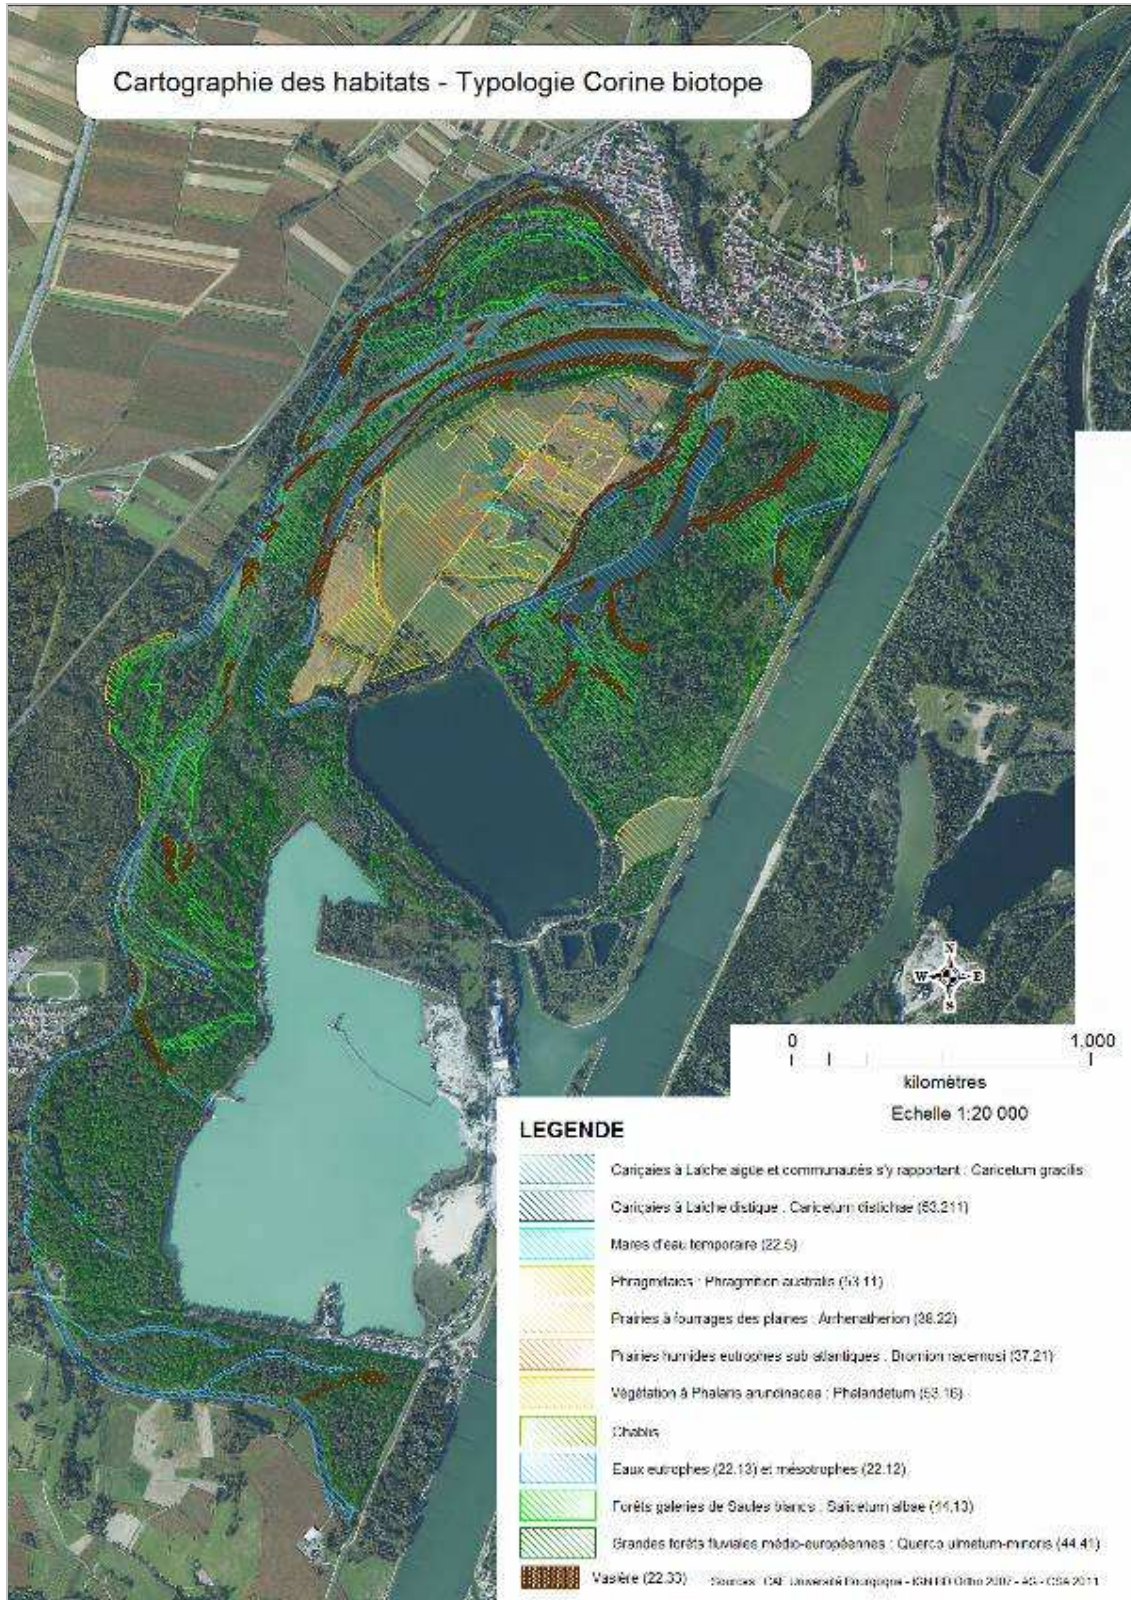 Cartographie des habitats - Typologie Corine biotope
N
W E
S
0 1,000
kilomètres
Echelle 1:20 000
LEGENDE
Cariçaies à Laîche aigüe et communautés s'y rapportant : Caricetum gracilis
Cariçaies à Laîche distique : Caricetum distichae (53.211)
Mares d'eau temporaire (22.5)
Phragmitaies : Phragmition australis (53.11)
Prairies à fourrages des plaines : Arrhenatherion (38.22)
Prairies humides eutrophes sub atlantiques : Bromion racemosi (37.21)
Végétation à Phalaris arundinacea : Phalaridetum (53.16)
Chablis
Eaux eutrophes (22.13) et mésotrophes (22.12)
Forêts galeries de Saules blancs : Salicetum albae (44.13)
Grandes forêts fluviales médio-européennes : Querco ulmetum-minoris (44.41)
Vasière (22.33)
Sources : Université Bourgogne - IGN BD Ortho 2007 - AG - CSA 2011